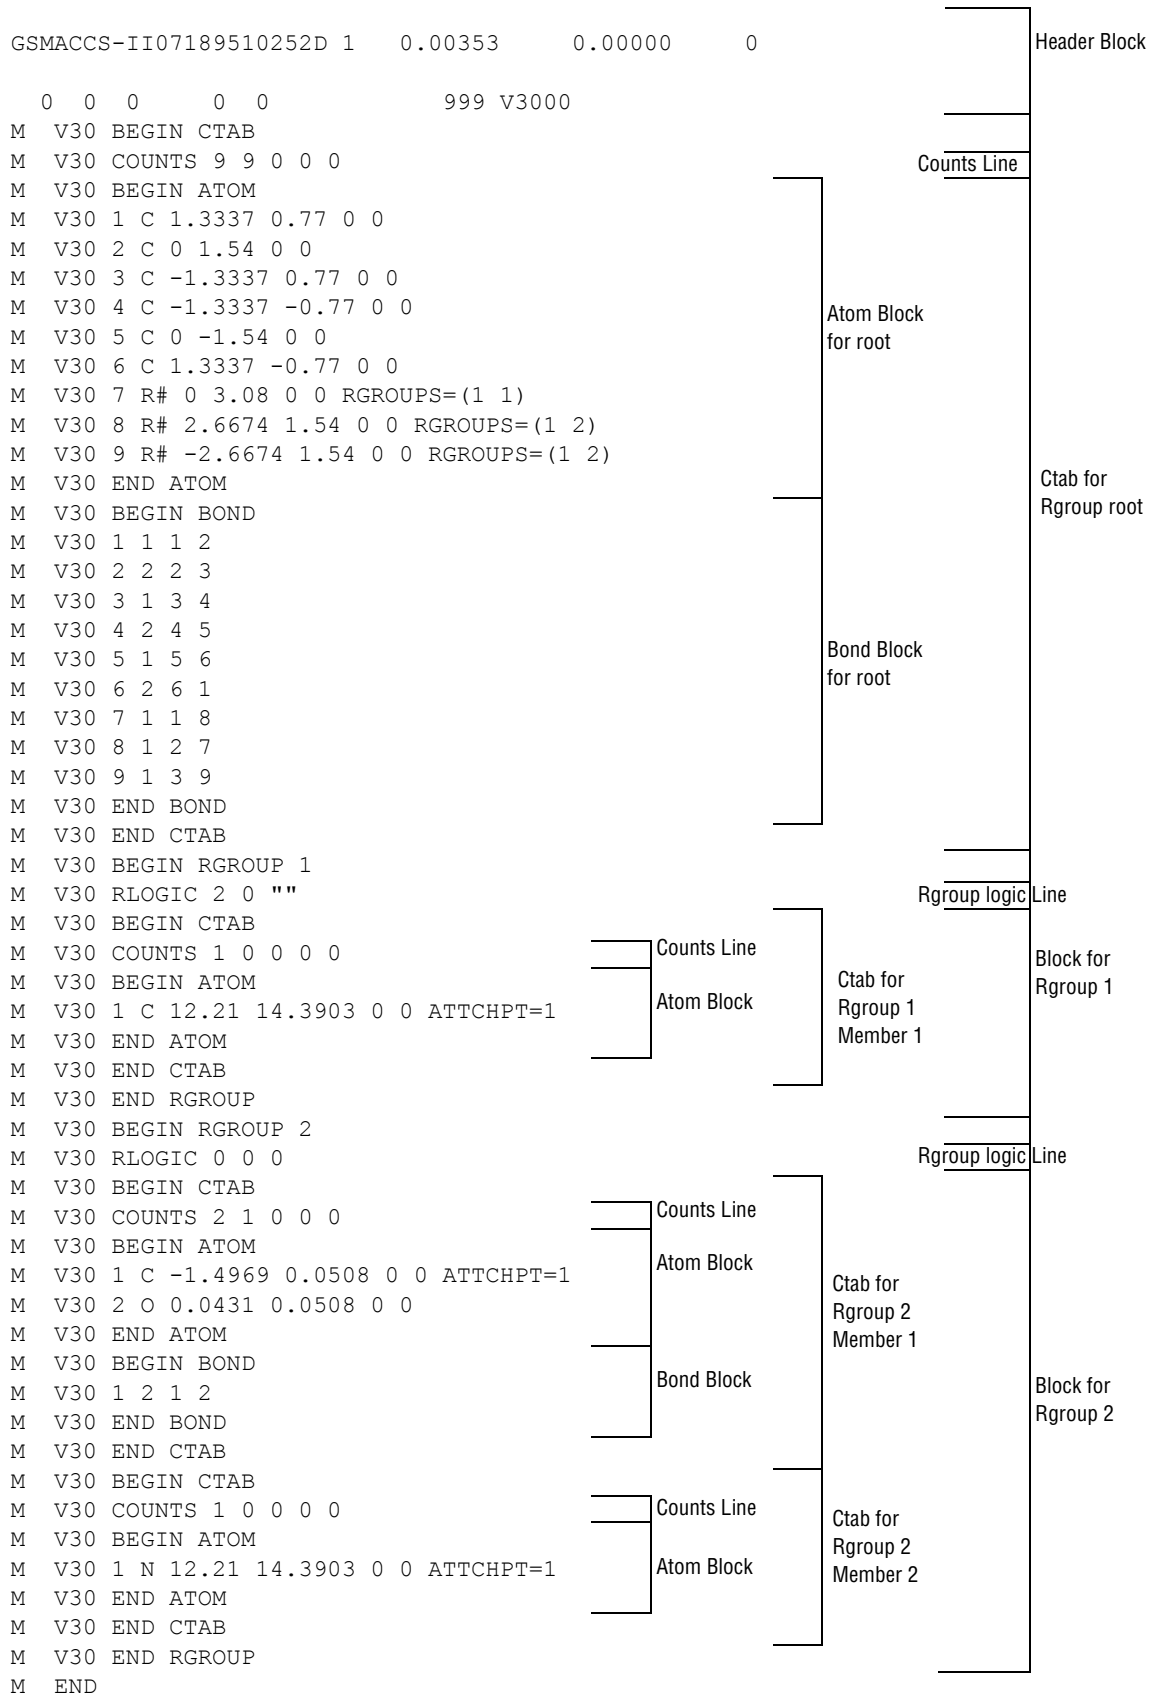 GSMACCS-II07189510252D 1   0.00353      0.00000     0
Header Block
  0  0  0     0  0            999 V3000
M  V30 BEGIN CTAB
M  V30 COUNTS 9 9 0 0 0
Counts Line
M  V30 BEGIN ATOM
M  V30 1 C 1.3337 0.77 0 0
M  V30 2 C 0 1.54 0 0
M  V30 3 C -1.3337 0.77 0 0
M  V30 4 C -1.3337 -0.77 0 0
M  V30 5 C 0 -1.54 0 0
M  V30 6 C 1.3337 -0.77 0 0
M  V30 7 R# 0 3.08 0 0 RGROUPS=(1 1)
M  V30 8 R# 2.6674 1.54 0 0 RGROUPS=(1 2)
M  V30 9 R# -2.6674 1.54 0 0 RGROUPS=(1 2)
M  V30 END ATOM
Atom Block
for root
M  V30 BEGIN BOND
M  V30 1 1 1 2
M  V30 2 2 2 3
M  V30 3 1 3 4
M  V30 4 2 4 5
M  V30 5 1 5 6
M  V30 6 2 6 1
M  V30 7 1 1 8
M  V30 8 1 2 7
M  V30 9 1 3 9
M  V30 END BOND
Bond Block
for root
M  V30 END CTAB
Ctab for
Rgroup root
M  V30 BEGIN RGROUP 1
M  V30 RLOGIC 2 0 ""
Rgroup logic Line
M  V30 BEGIN CTAB
M  V30 COUNTS 1 0 0 0 0
Counts Line
M  V30 BEGIN ATOM
M  V30 1 C 12.21 14.3903 0 0 ATTCHPT=1
M  V30 END ATOM
Atom Block
M  V30 END CTAB
Ctab for
Rgroup 1
Member 1
M  V30 END RGROUP
Block for
Rgroup 1
M  V30 BEGIN RGROUP 2
M  V30 RLOGIC 0 0 0
Rgroup logic Line
M  V30 BEGIN CTAB
M  V30 COUNTS 2 1 0 0 0
Counts Line
M  V30 BEGIN ATOM
M  V30 1 C -1.4969 0.0508 0 0 ATTCHPT=1
M  V30 2 O 0.0431 0.0508 0 0
M  V30 END ATOM
Atom Block
M  V30 BEGIN BOND
M  V30 1 2 1 2
M  V30 END BOND
Bond Block
M  V30 END CTAB
Ctab for
Rgroup 2
Member 1
M  V30 BEGIN CTAB
M  V30 COUNTS 1 0 0 0 0
Counts Line
M  V30 BEGIN ATOM
M  V30 1 N 12.21 14.3903 0 0 ATTCHPT=1
M  V30 END ATOM
Atom Block
M  V30 END CTAB
Ctab for
Rgroup 2
Member 2
M  V30 END RGROUP
Block for
Rgroup 2
M  END